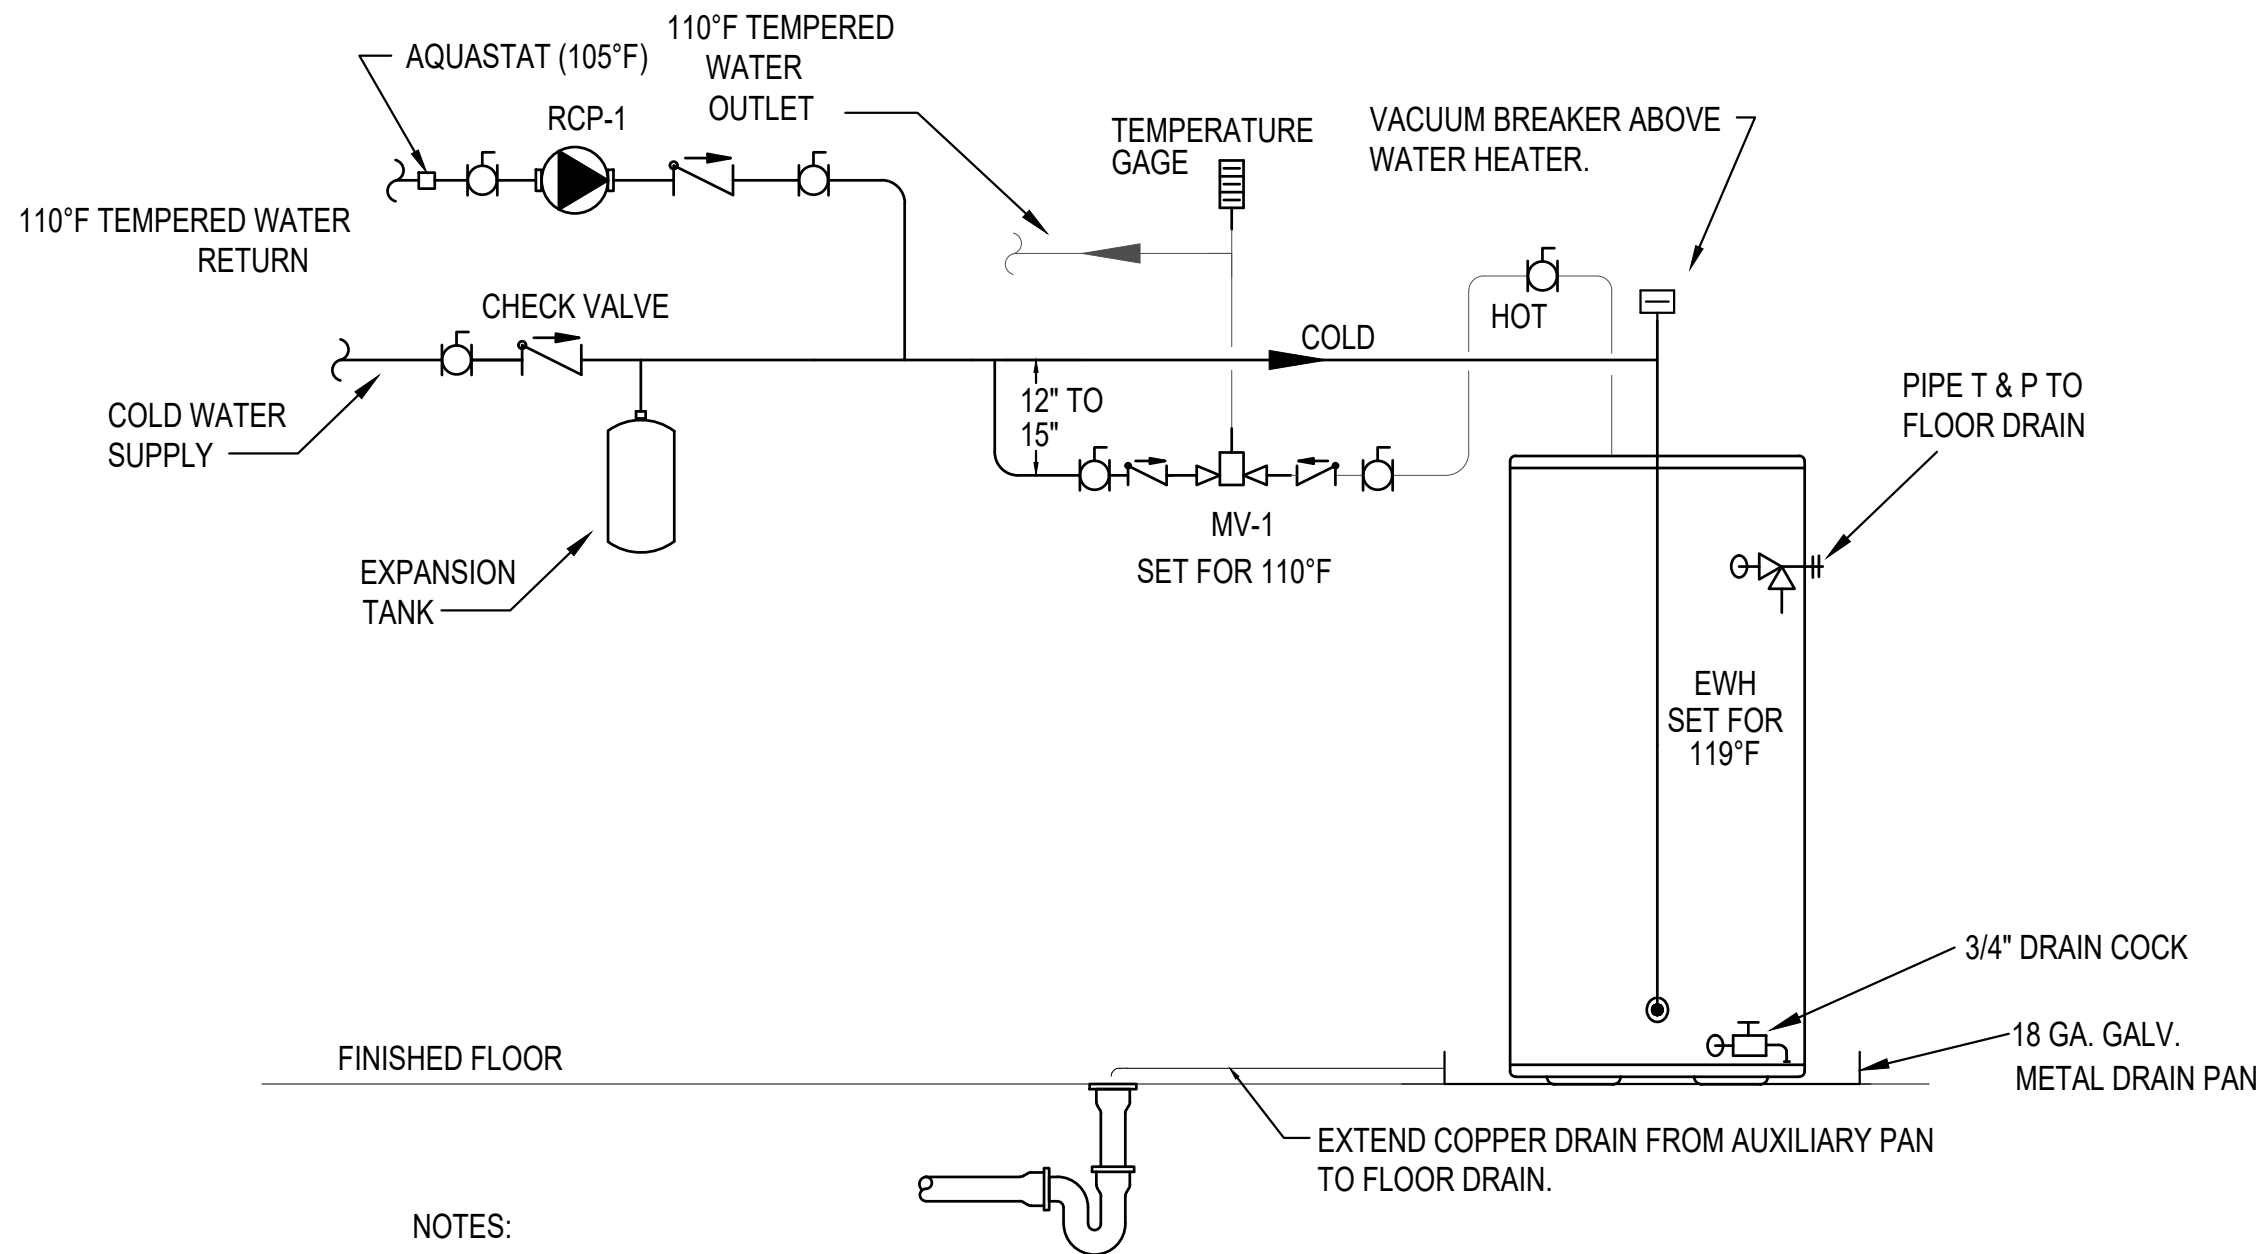 110°F TEMPERED
WATER
OUTLET
AQUASTAT (105°F)
RCP-1
TEMPERATURE
GAGE
VACUUM BREAKER ABOVE
WATER HEATER.
110°F TEMPERED WATER
RETURN
CHECK VALVE
HOT
COLD
COLD WATER
SUPPLY
12" TO
15"
PIPE T & P TO
FLOOR DRAIN
MV-1
SET FOR 110°F
EXPANSION
TANK
EWH
SET FOR
119°F
3/4" DRAIN COCK
18 GA. GALV.
METAL DRAIN PAN
FINISHED FLOOR
EXTEND COPPER DRAIN FROM AUXILIARY PAN
TO FLOOR DRAIN.
NOTES: